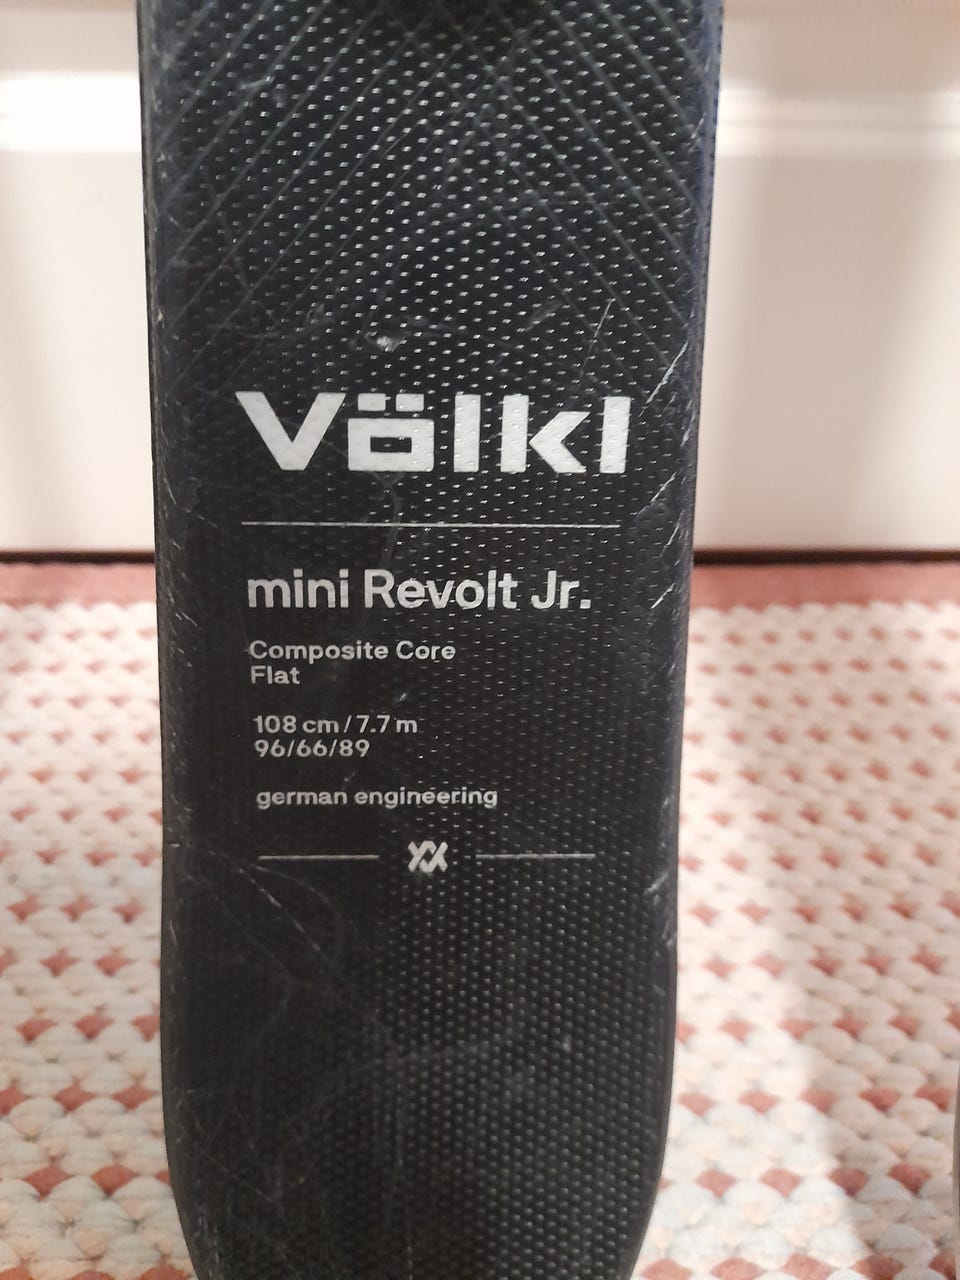 Völkl
mini Revolt Jr.
Composite Core
Flat
108 cm/7.7 m
96/66/89
german engineering